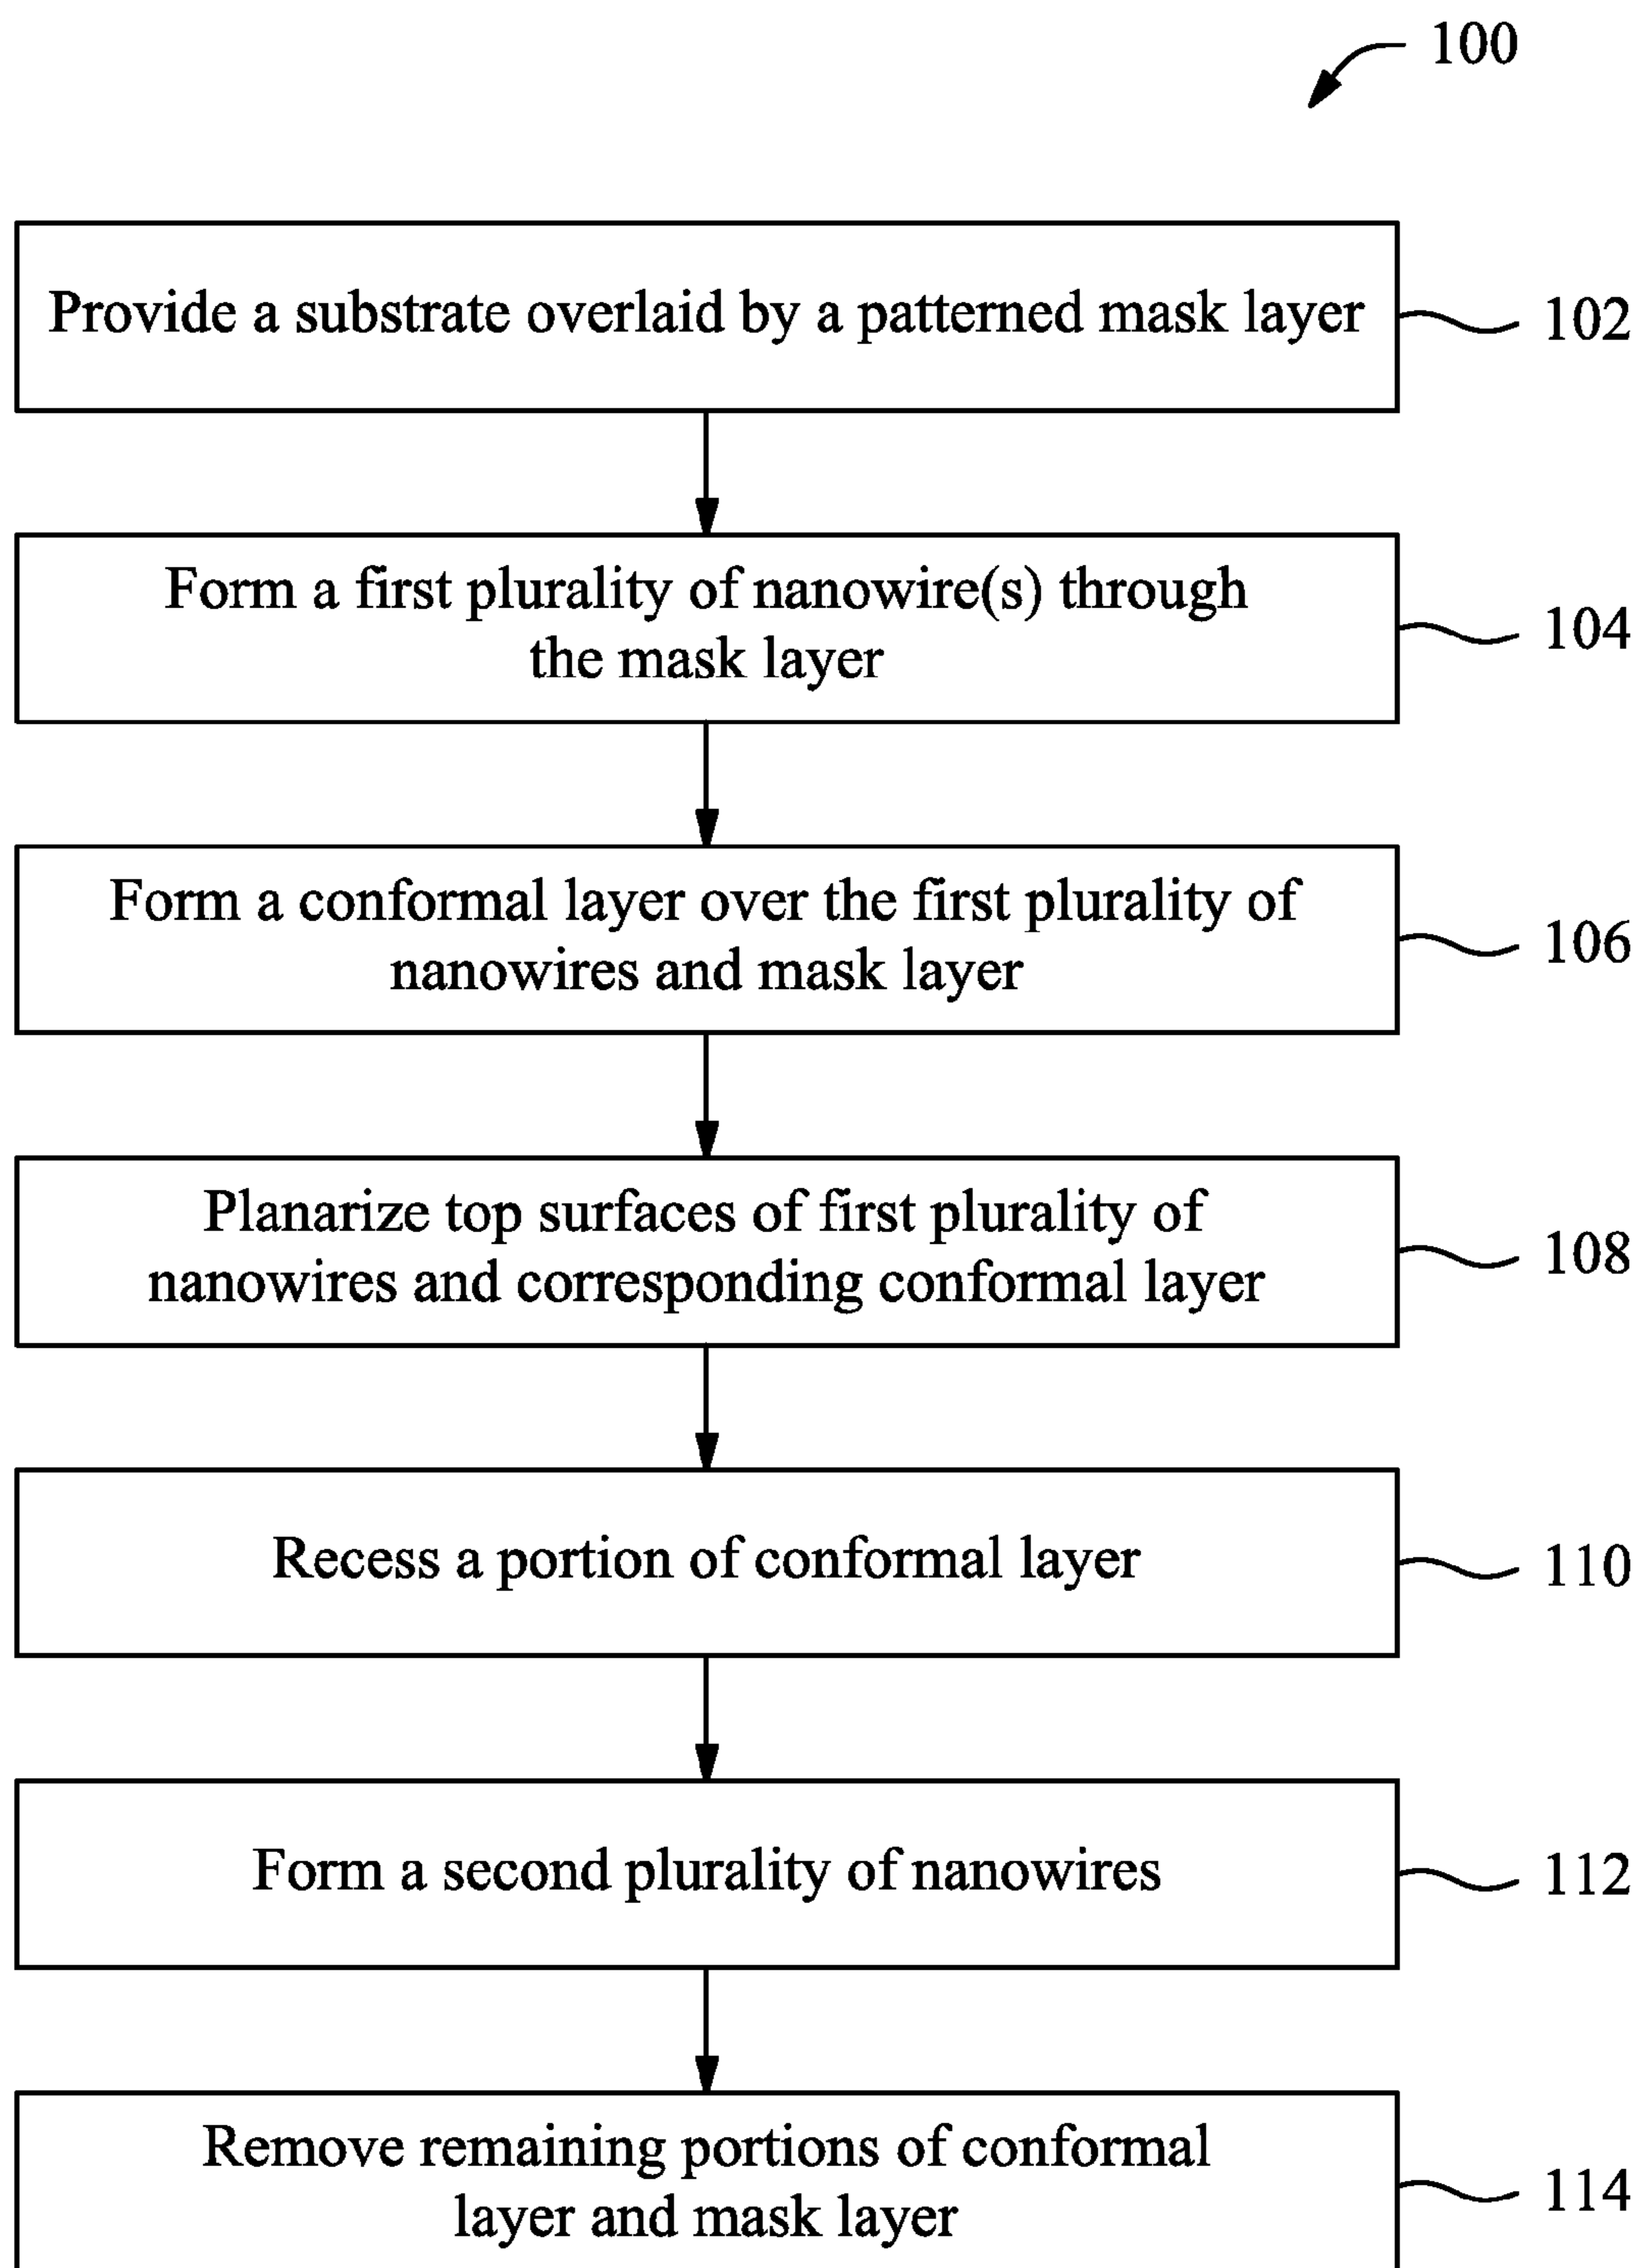 100
Provide a substrate overlaid by a patterned mask layer
102
Form a first plurality of nanowire(s) through
the mask layer
104
Form a conformal layer over the first plurality of
nanowires and mask layer
106
Planarize top surfaces of first plurality of
nanowires and corresponding conformal layer
108
Recess a portion of conformal layer
110
Form a second plurality of nanowires
112
Remove remaining portions of conformal
layer and mask layer
114